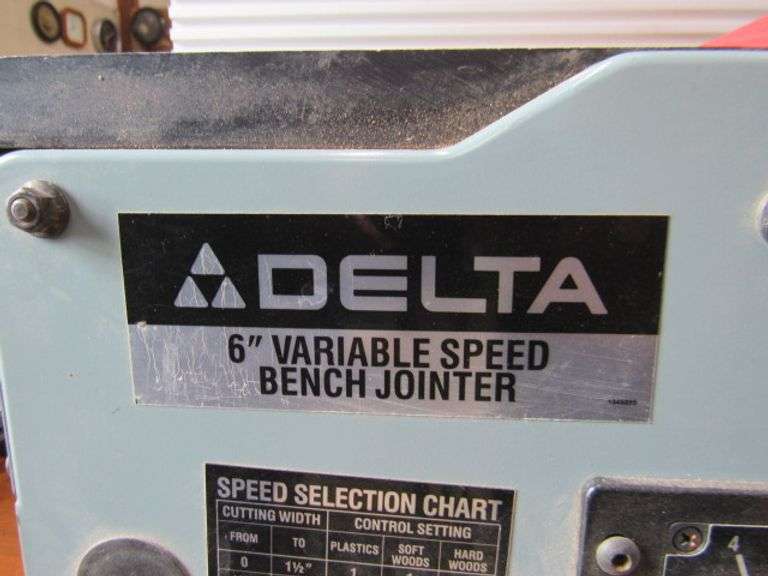 DELTA
6" VARIABLE SPEED
BENCH JOINTER
SPEED SELECTION CHART
CUTTING WIDTH CONTROL SETTING
FROM TO PLASTICS SOFT WOODS HARD WOODS
0 1½" 1
4